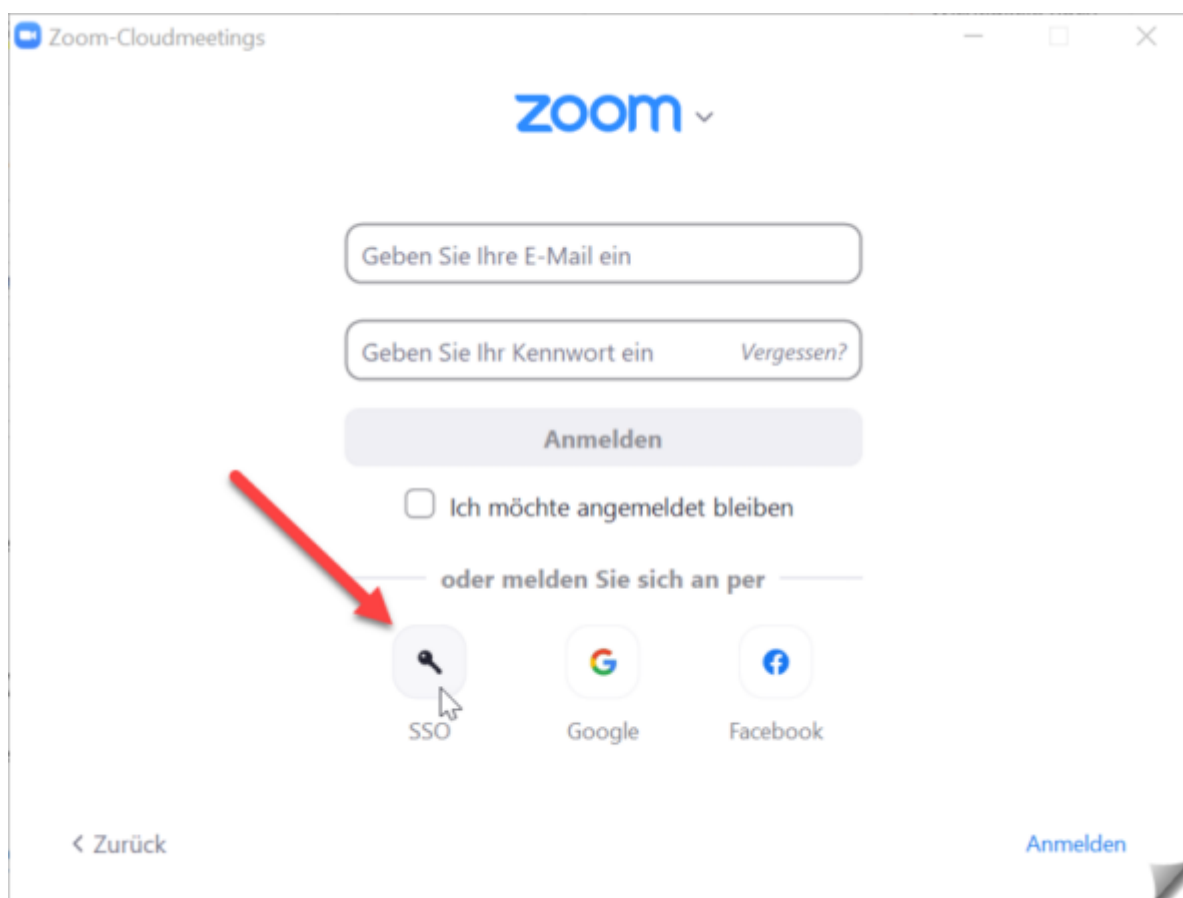 Zoom-Cloudmeetings
zoom
Geben Sie Ihre E-Mail ein
Geben Sie Ihr Kennwort ein Vergessen?
Anmelden
Ich möchte angemeldet bleiben
oder melden Sie sich an per
SSO Google Facebook
Zurück Anmelden